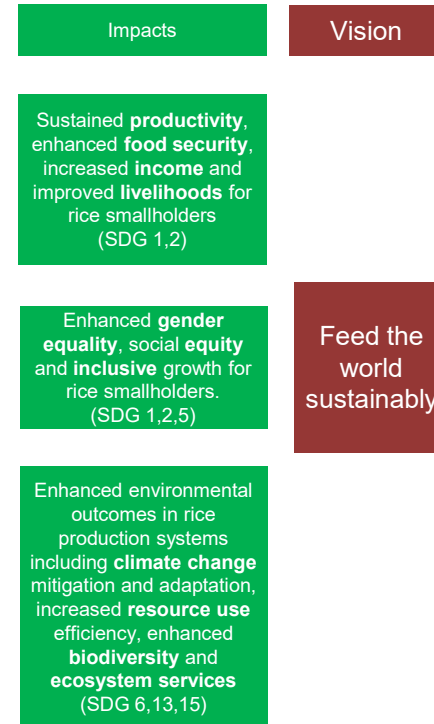 Impacts
Vision
Sustained productivity,
enhanced food security,
increased income and
improved livelihoods for
rice smallholders
(SDG 1,2)
Enhanced gender
equality, social equity
and inclusive growth for
rice smallholders.
(SDG 1,2,5)
Feed the
world
sustainably
Enhanced environmental
outcomes in rice
production systems
including climate change
mitigation and adaptation,
increased resource use
efficiency, enhanced
biodiversity and
ecosystem services
(SDG 6,13,15)